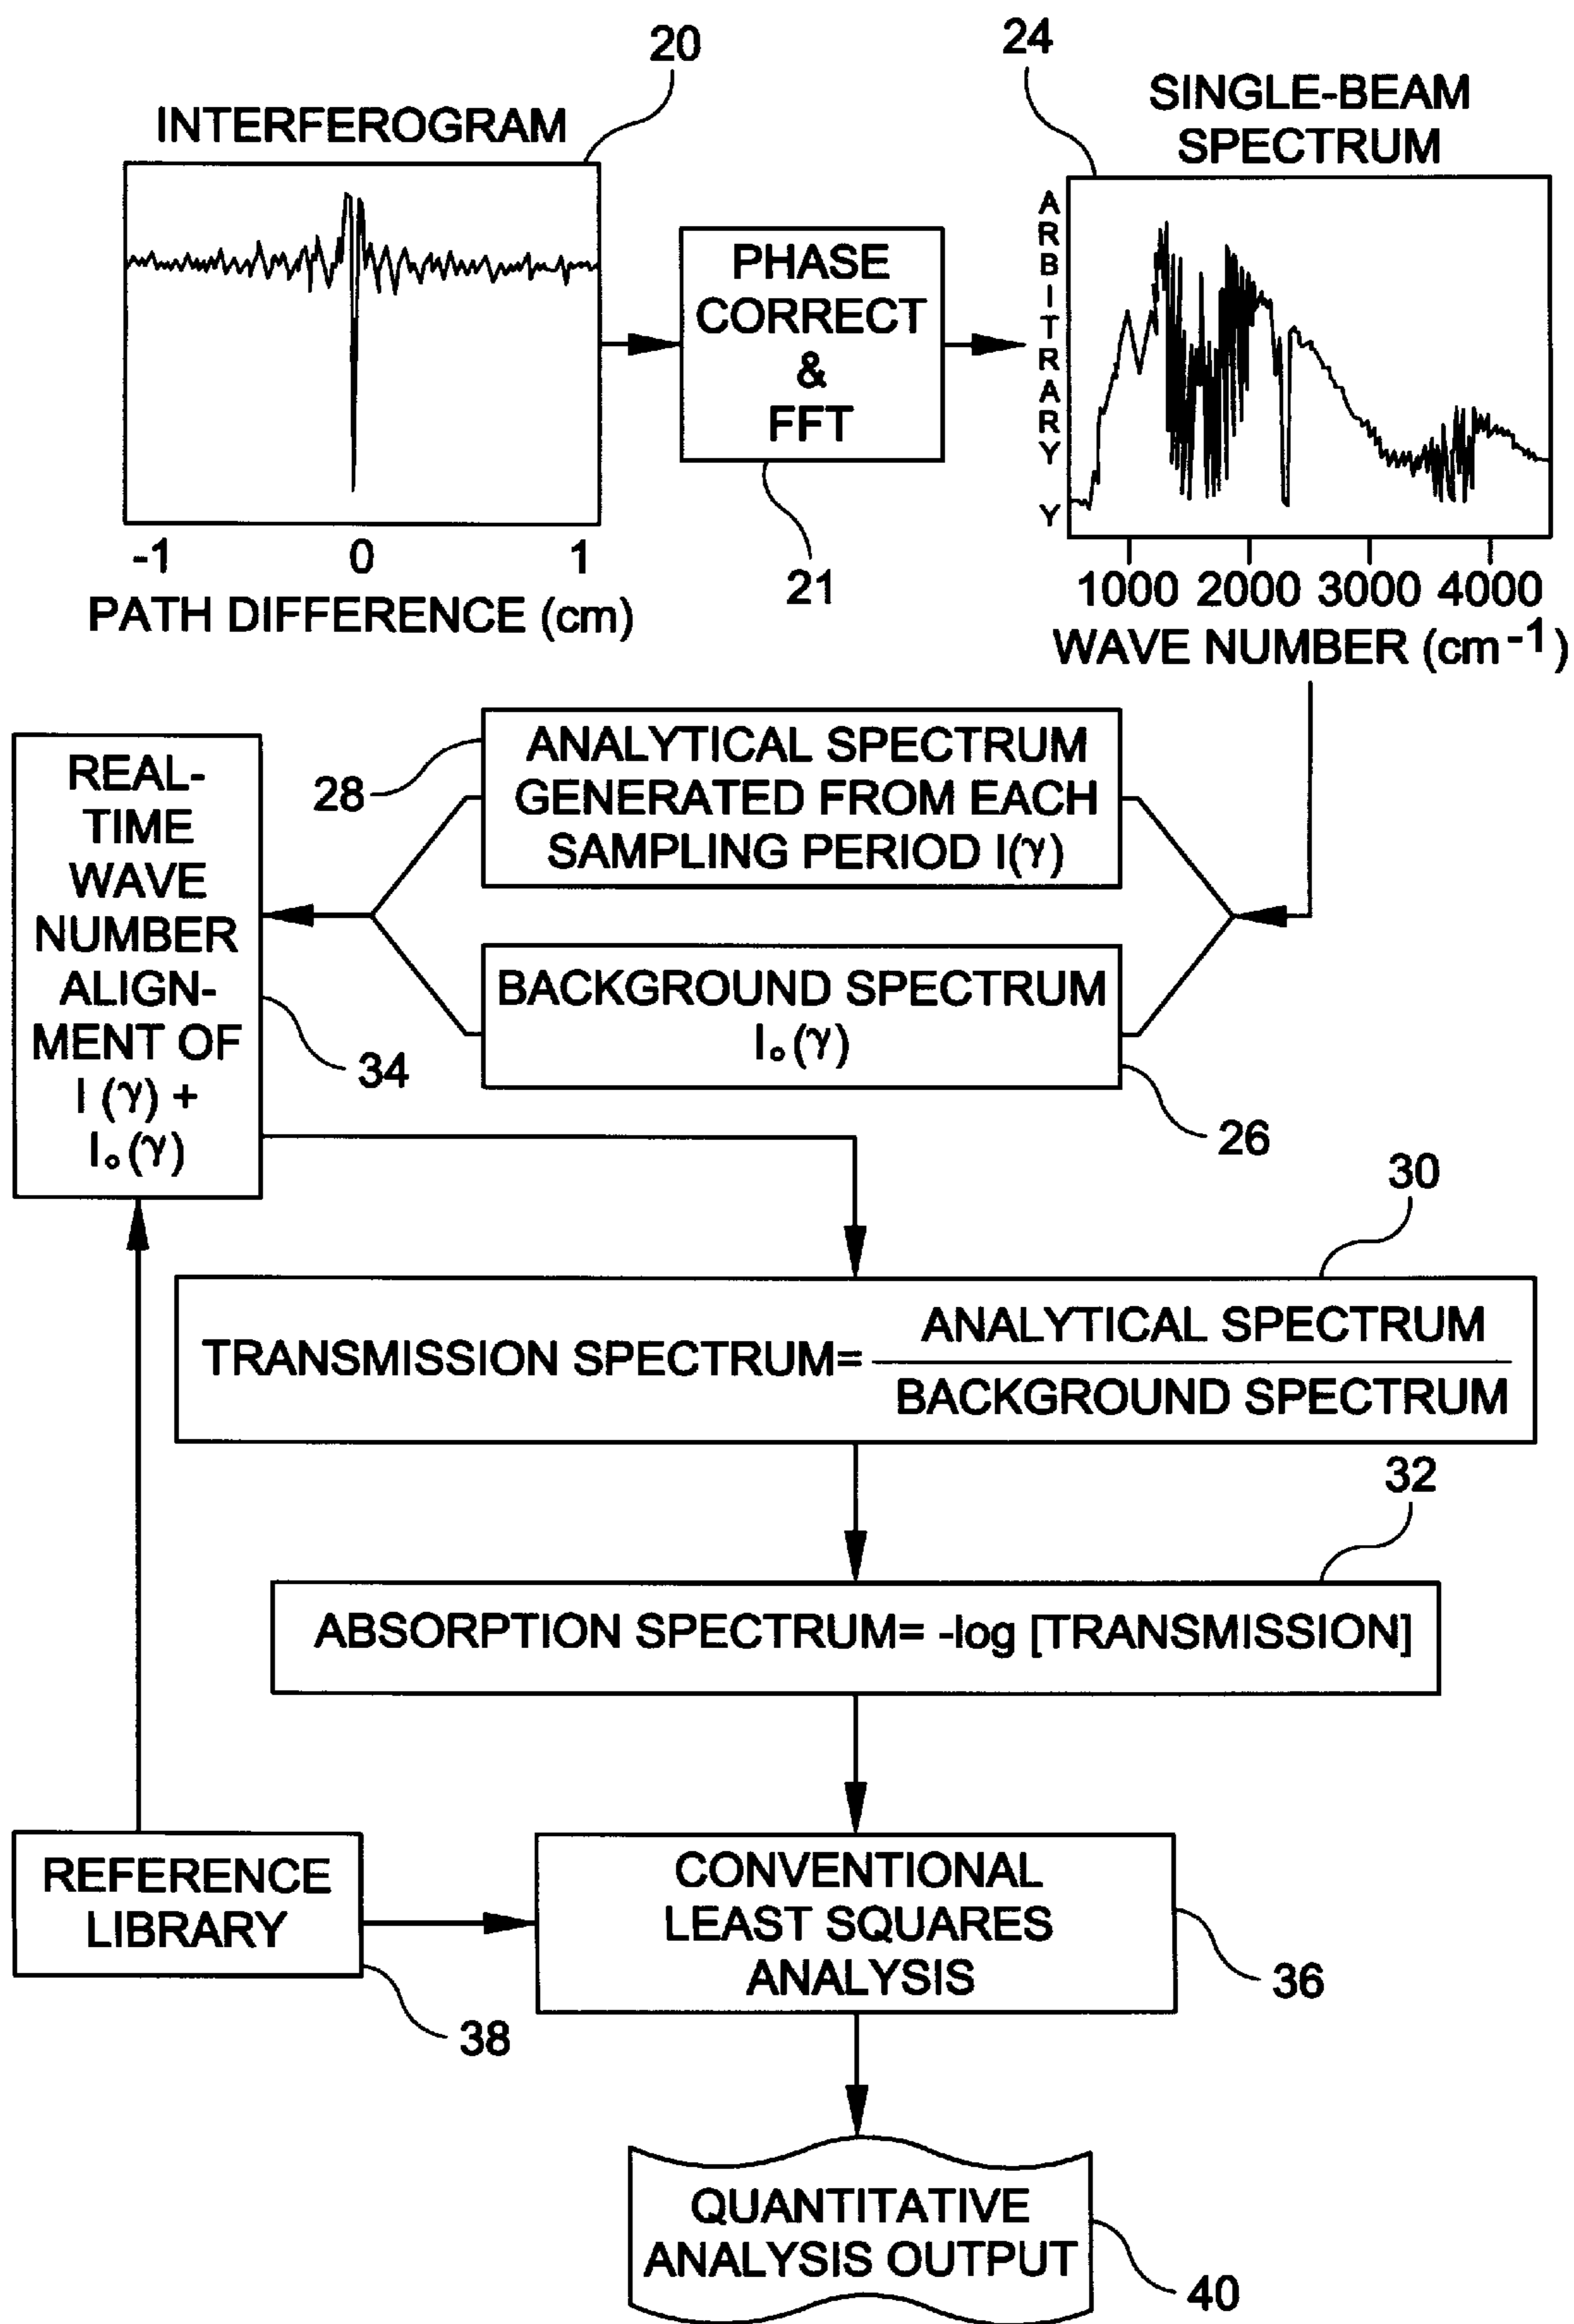 20
INTERFEROGRAM
-1 0 1
PATH DIFFERENCE (cm)
PHASE
CORRECT
&
FFT
21
24
SINGLE-BEAM
SPECTRUM
ARBITRARY
Y
1000 2000 3000 4000
WAVE NUMBER (cm⁻¹)
28
ANALYTICAL SPECTRUM
GENERATED FROM EACH
SAMPLING PERIOD I(γ)
BACKGROUND SPECTRUM
I₀(γ)
26
REAL-
TIME
WAVE
NUMBER
ALIGN-
MENT OF
I (γ) +
I₀(γ)
34
30
TRANSMISSION SPECTRUM=
ANALYTICAL SPECTRUM
BACKGROUND SPECTRUM
32
ABSORPTION SPECTRUM= -log [TRANSMISSION]
REFERENCE
LIBRARY
38
CONVENTIONAL
LEAST SQUARES
ANALYSIS
36
QUANTITATIVE
ANALYSIS OUTPUT
40